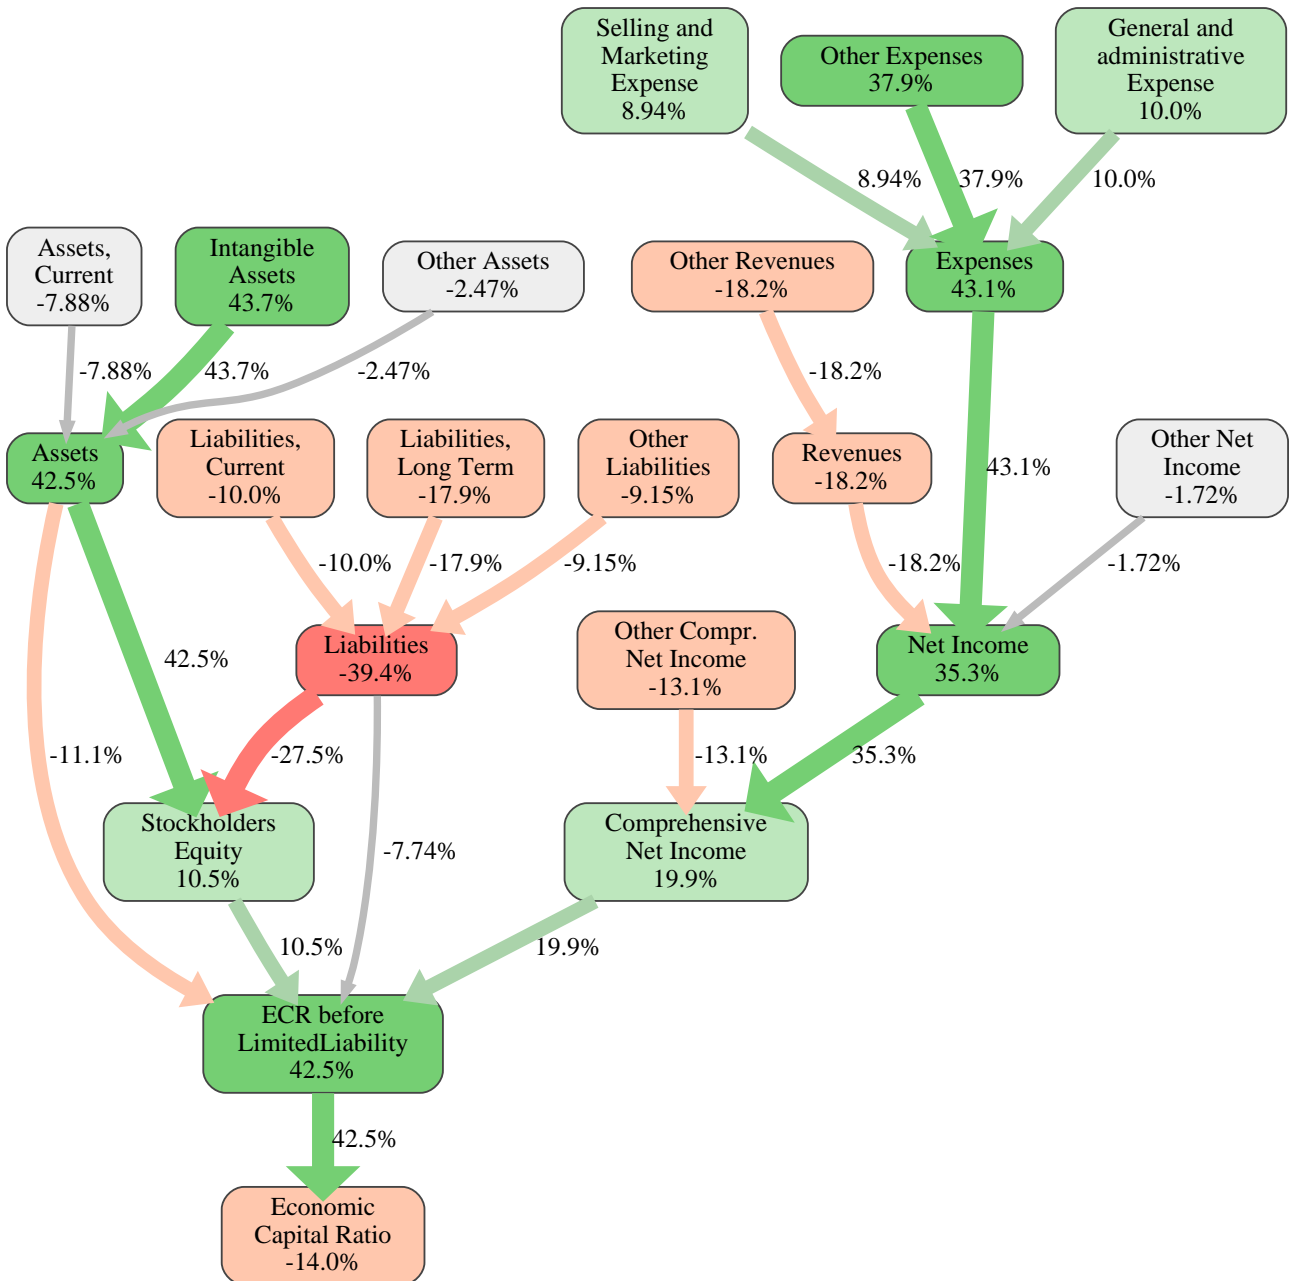 Selling and
Marketing
Expense
8.94%
Other Expenses
37.9%
General and
administrative
Expense
10.0%
8.94%
37.9%
10.0%
Assets,
Current
-7.88%
Intangible
Assets
43.7%
Other Assets
-2.47%
Other Revenues
-18.2%
Expenses
43.1%
-7.88%
43.7%
-2.47%
-18.2%
Assets
42.5%
Liabilities,
Current
-10.0%
Liabilities,
Long Term
-17.9%
Other
Liabilities
-9.15%
Revenues
-18.2%
43.1%
Other Net
Income
-1.72%
-10.0%
-17.9%
-9.15%
-18.2%
-1.72%
42.5%
Liabilities
-39.4%
Other Compr.
Net Income
-13.1%
Net Income
35.3%
-11.1%
-27.5%
-13.1%
35.3%
Stockholders
Equity
10.5%
-7.74%
Comprehensive
Net Income
19.9%
10.5%
19.9%
ECR before
LimitedLiability
42.5%
42.5%
Economic
Capital Ratio
-14.0%